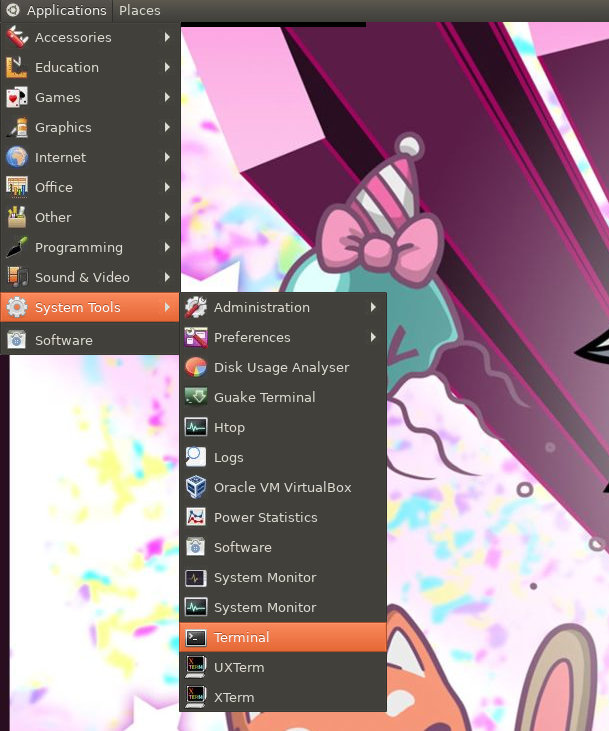 Applications Places
Accessories
Education
Games
Graphics
Internet
Office
Other
Programming
Sound & Video
System Tools
Software
Administration
Preferences
Disk Usage Analyser
Guake Terminal
Htop
Logs
Oracle VM VirtualBox
Power Statistics
Software
System Monitor
System Monitor
Terminal
UXTerm
XTerm